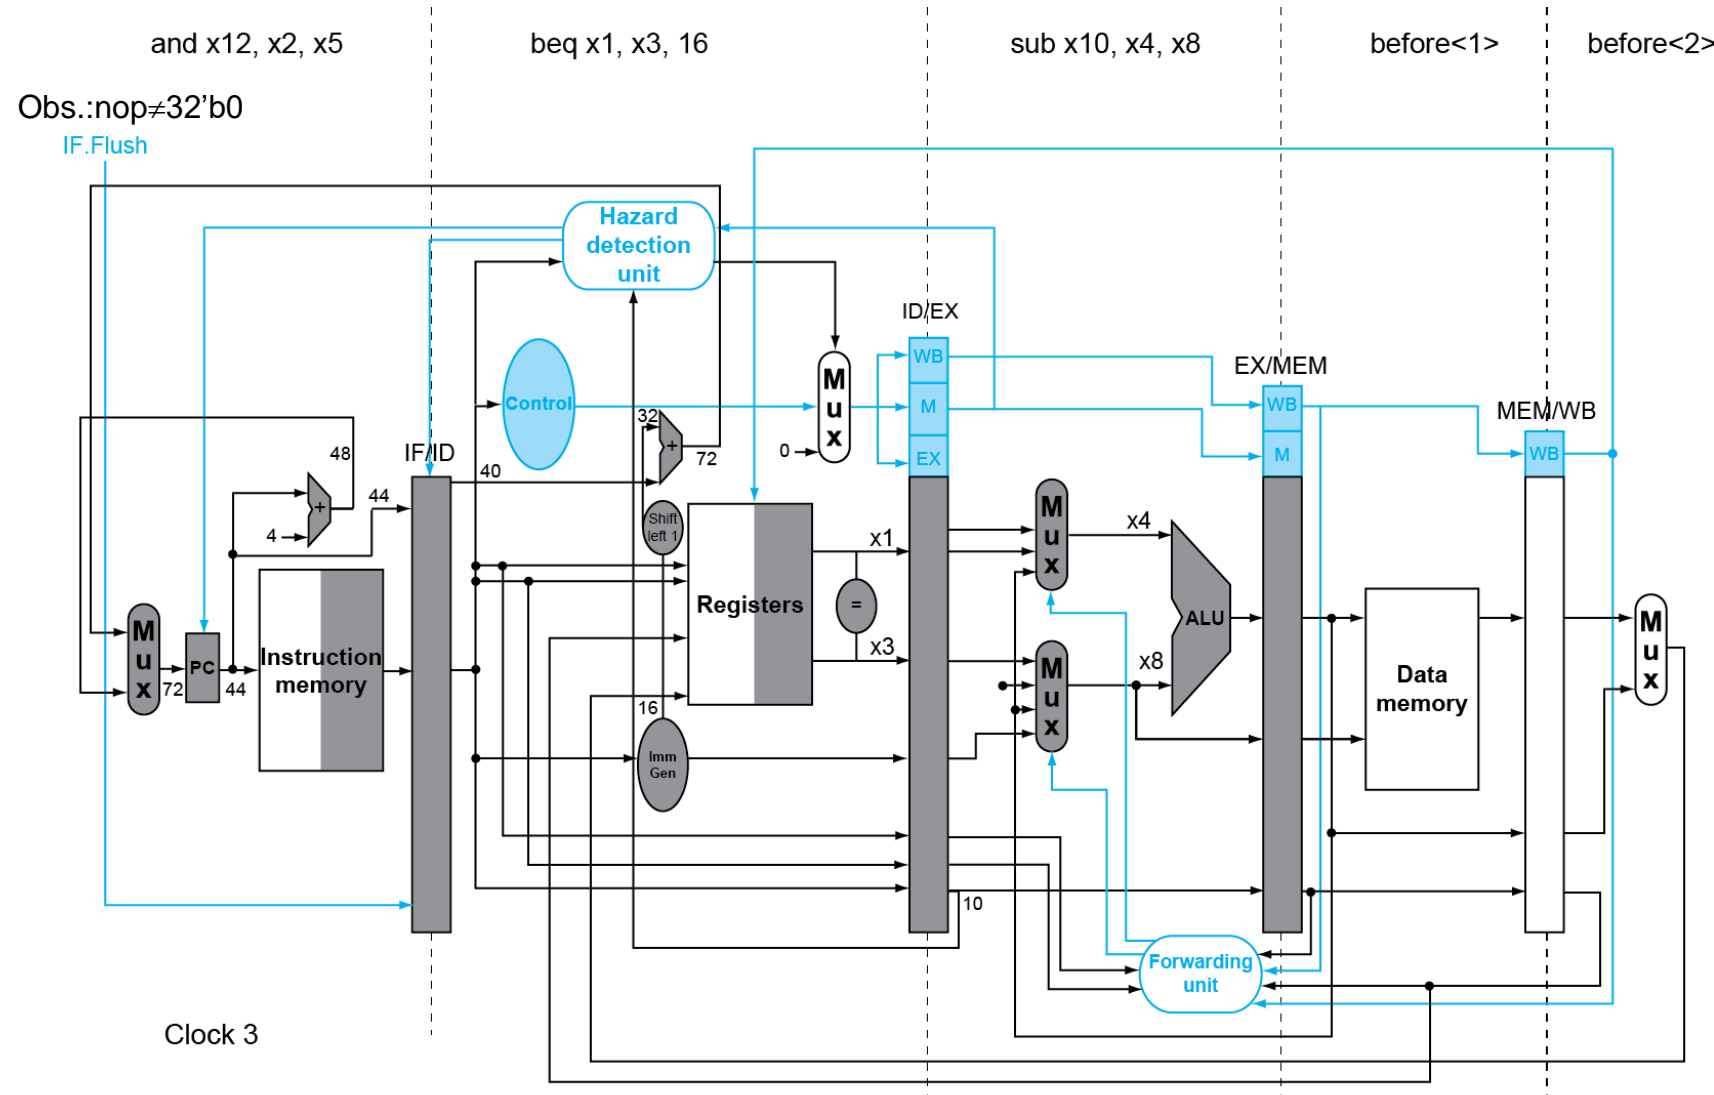 and x12, x2, x5
beq x1, x3, 16
sub x10, x4, x8
before<1>
before<2>
Obs.:nop≠32’b0
IF.Flush
Hazard
detection
unit
ID/EX
WB
M
EX
Control
M
u
x
0
EX/MEM
WB
M
MEM/WB
WB
IF/ID
48
4
+
44
40
32
+
72
Shift
left 1
M
u
x
72
PC
44
Instruction
memory
Registers
x1
=
x3
16
Imm
Gen
M
u
x
x4
M
u
x
x8
ALU
Data
memory
M
u
x
10
Forwarding
unit
Clock 3